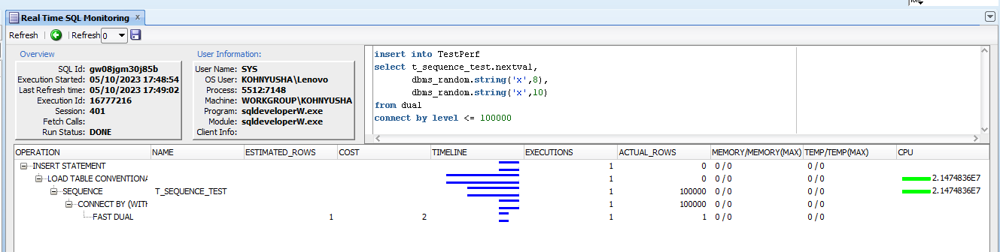 Real Time SQL Monitoring x
Refresh Refresh 0
Overview
SQL Id: gw08jgm30j85b
Execution Started: 05/10/2023 17:48:54
Last Refresh time: 05/10/2023 17:49:02
Execution Id: 16777216
Session: 401
Fetch Calls:
Run Status: DONE
User Information:
User Name: SYS
OS User: KOHNYUSHA\Lenovo
Process: 5512:7148
Machine: WORKGROUP\KOHNYUSHA
Program: sqldeveloperW.exe
Module: sqldeveloperW.exe
Client Info:
insert into TestPerf
select t_sequence_test.nextval,
dbms_random.string('x',8),
dbms_random.string('x',10)
from dual
connect by level <= 100000
OPERATION NAME ESTIMATED_ROWS COST TIMELINE EXECUTIONS ACTUAL_ROWS MEMORY/MEMORY(MAX) TEMP/TEMP(MAX) CPU
INSERT STATEMENT 1 0 0 / 0 0 / 0
LOAD TABLE CONVENTIONA 1 0 0 / 0 0 / 0 2.1474836E7
SEQUENCE T_SEQUENCE_TEST 1 100000 0 / 0 0 / 0 2.1474836E7
CONNECT BY (WITH 1 100000 0 / 0 0 / 0
FAST DUAL 1 2 1 1 0 / 0 0 / 0